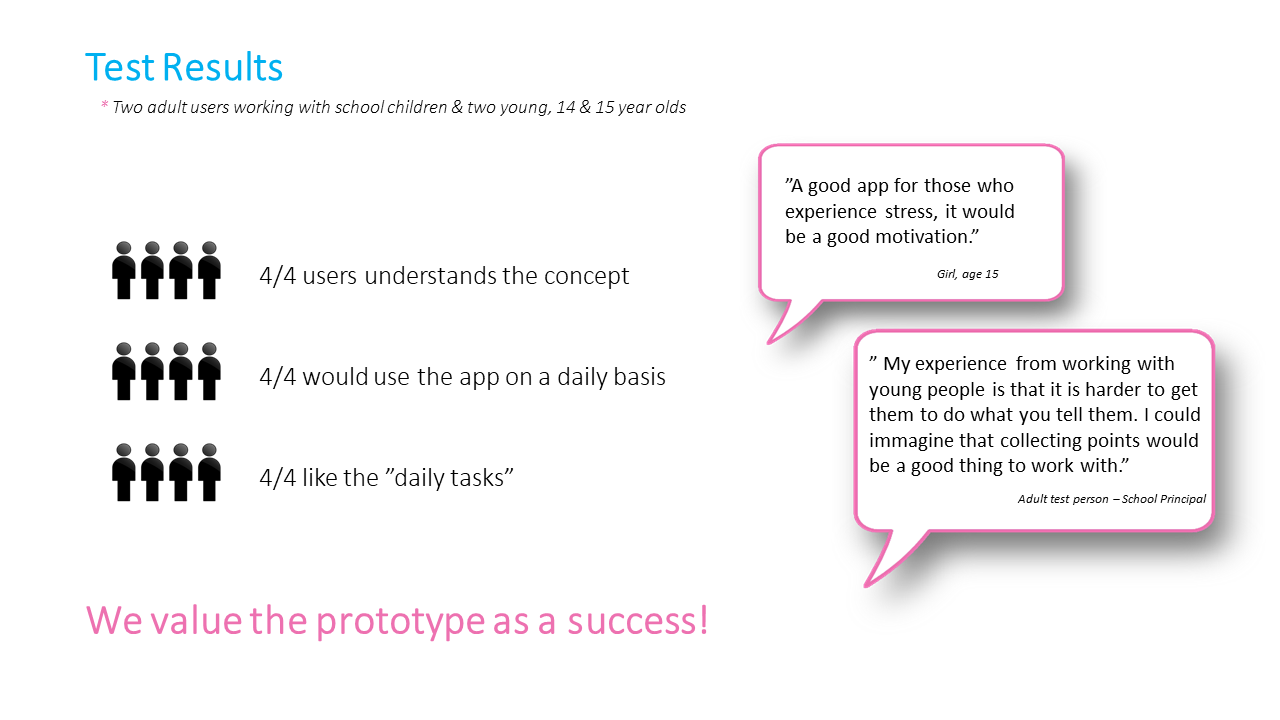 Test Results
* Two adult users working with school children & two young, 14 & 15 year olds
4/4 users understands the concept
4/4 would use the app on a daily basis
4/4 like the ”daily tasks”
”A good app for those who
experience stress, it would
be a good motivation.”
Girl, age 15
” My experience from working with
young people is that it is harder to get
them to do what you tell them. I could
immagine that collecting points would
be a good thing to work with.”
Adult test person – School Principal
We value the prototype as a success!